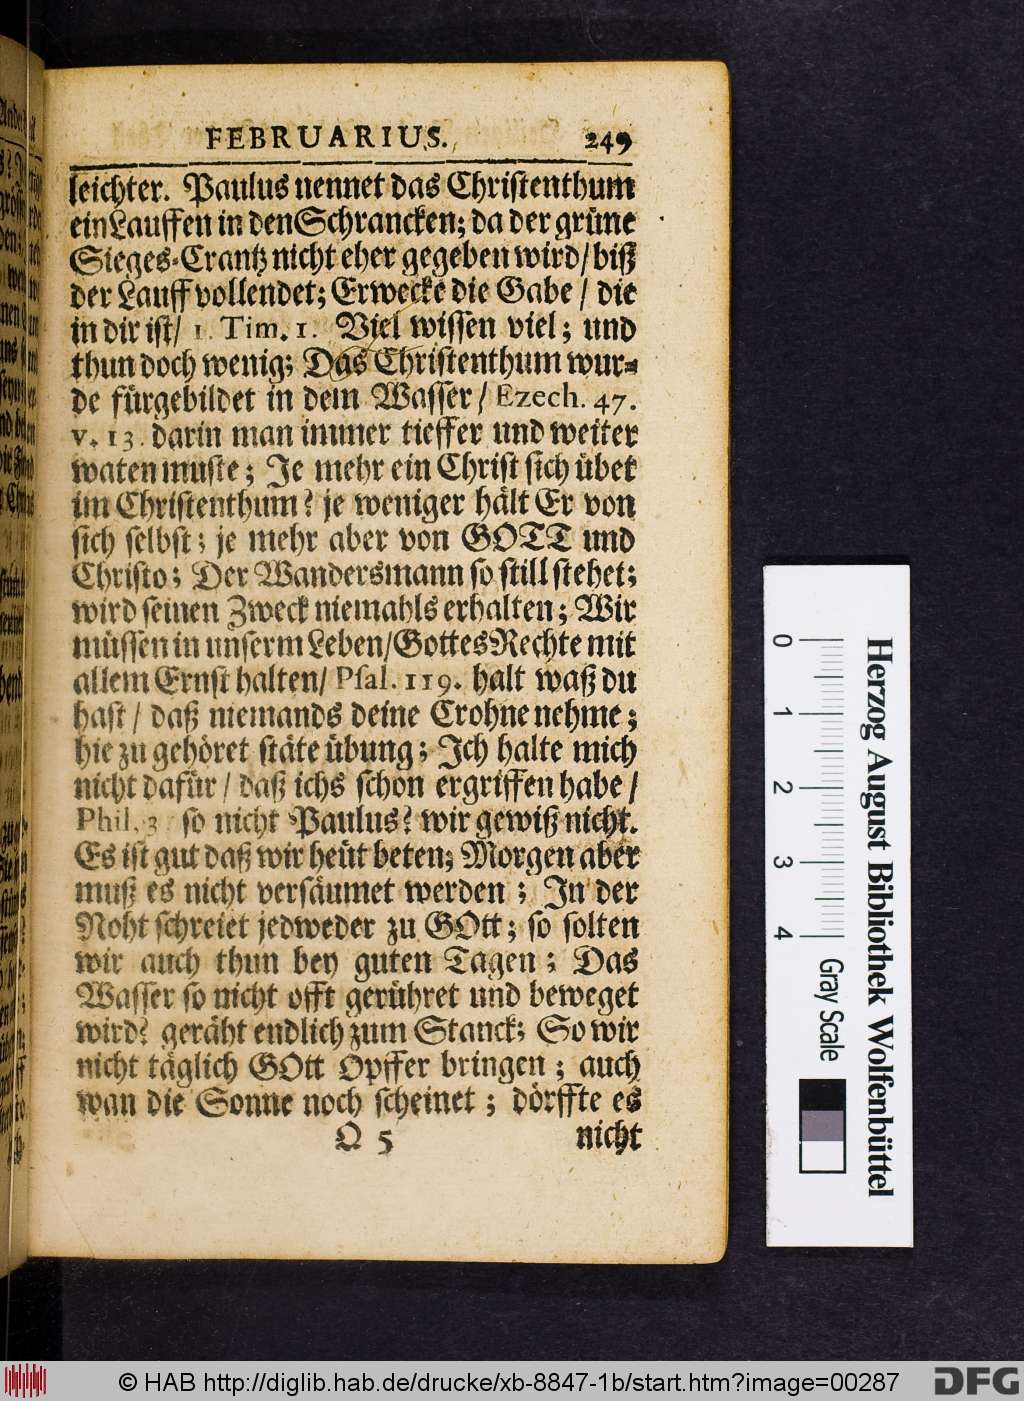 FEBRUARIUS. 249
leichter. Paulus nennet das Christenthum
ein Lauffen in den Schrancken; da der grüne
Sieges-Crantz nicht eher gegeben wird/ biß
der Lauff vollendet; Erwecke die Gabe / die
in dir ist/ 1. Tim. 1. Viel wissen viel; und
thun doch wenig; Das Christenthum wur-
de fürgebildet in dem Wasser / Ezech. 47.
v. 13. darin man immer tieffer und weiter
waten muste; Je mehr ein Christ sich übet
im Christenthum? je weniger hält Er von
sich selbst; je mehr aber von GOTT und
Christo; Der Wandersmann so still stehet;
wird seinen Zweck niemahls erhalten; Wir
müssen in unserm Leben/ Gottes Rechte mit
allem Ernst halten/ Psal. 119. halt waß du
hast / daß niemands deine Crohne nehme;
hie zu gehöret stäte übung; Ich halte mich
nicht dafür / daß ichs schon ergriffen habe /
Phil. 3 so nicht Paulus? wir gewiß nicht.
Es ist gut daß wir heüt beten; Morgen aber
muß es nicht versäumet werden; In der
Noht schreiet jedweder zu GOtt; so solten
wir auch thun bey guten Tagen; Das
Wasser so nicht offt gerühret und beweget
wird? geräht endlich zum Stanck; So wir
nicht täglich GOtt Opffer bringen; auch
wan die Sonne noch scheinet; dörffte es
Q 5 nicht
0 1 2 3 4
Gray Scale
Herzog August Bibliothek Wolfenbüttel
© HAB http://diglib.hab.de/drucke/xb-8847-1b/start.htm?image=00287
DFG